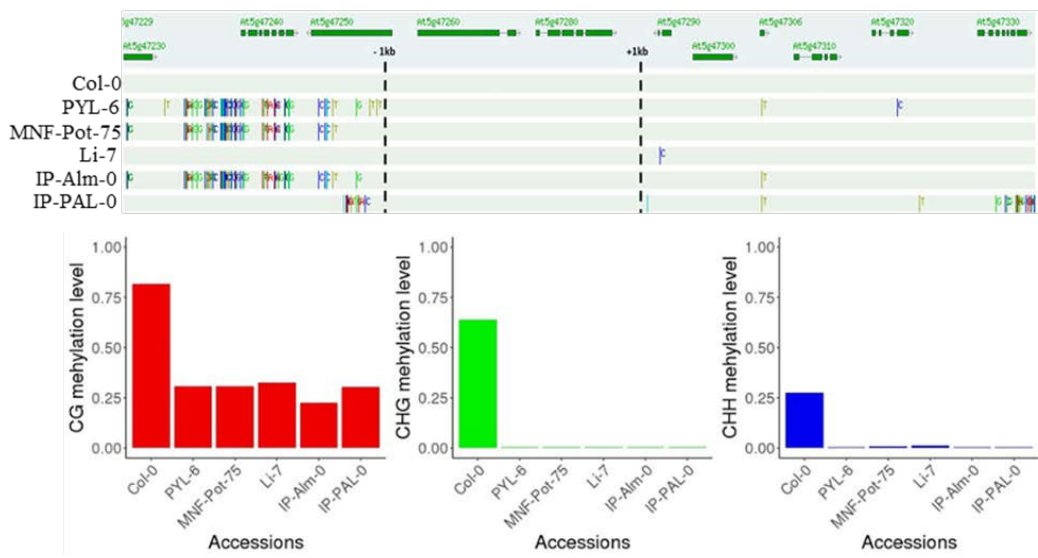 t5g47229 At5g47240 At5g47250 At5g47260 At5g47280 At5g47290 At5g47306 At5g47320 At5g47330
At5g47230 -1kb +1kb At5g47300 At5g47310
Col-0
PYL-6
MNF-Pot-75
Li-7
IP-Alm-0
IP-PAL-0
CG mehylation level
1.00
0.75
0.50
0.25
0.00
Col-0
PYL-6
MNF-Pot-75
Li-7
IP-Alm-0
IP-PAL-0
Accessions
CHG mehylation level
1.00
0.75
0.50
0.25
0.00
Col-0
PYL-6
MNF-Pot-75
Li-7
IP-Alm-0
IP-PAL-0
Accessions
CHH mehylation level
1.00
0.75
0.50
0.25
0.00
Col-0
PYL-6
MNF-Pot-75
Li-7
IP-Alm-0
IP-PAL-0
Accessions